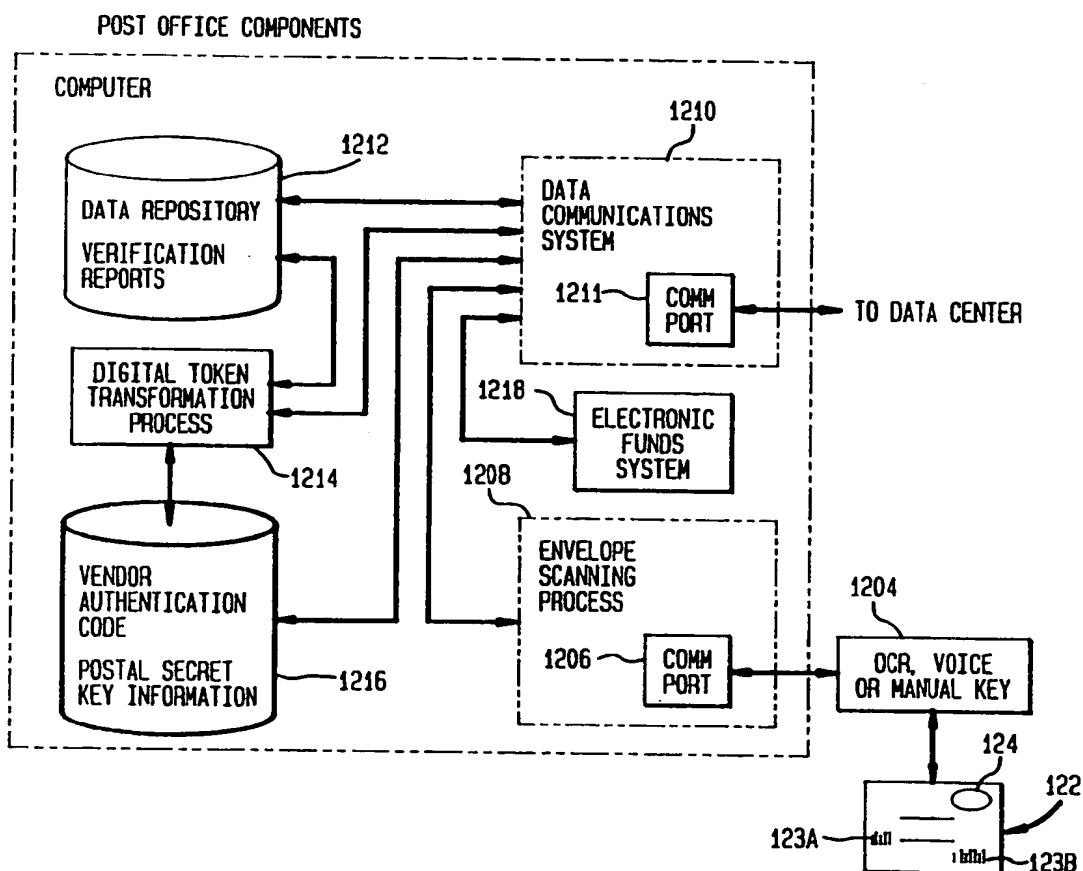 POST OFFICE COMPONENTS
COMPUTER
1212
DATA REPOSITORY
VERIFICATION
REPORTS
1210
DATA
COMMUNICATIONS
SYSTEM
1211
COMM
PORT
TO DATA CENTER
DIGITAL TOKEN
TRANSFORMATION
PROCESS
1214
1218
ELECTRONIC
FUNDS
SYSTEM
1208
ENVELOPE
SCANNING
PROCESS
1206
COMM
PORT
VENDOR
AUTHENTICATION
CODE
POSTAL SECRET
KEY INFORMATION
1216
1204
OCR, VOICE
OR MANUAL KEY
124
122
123A
123B